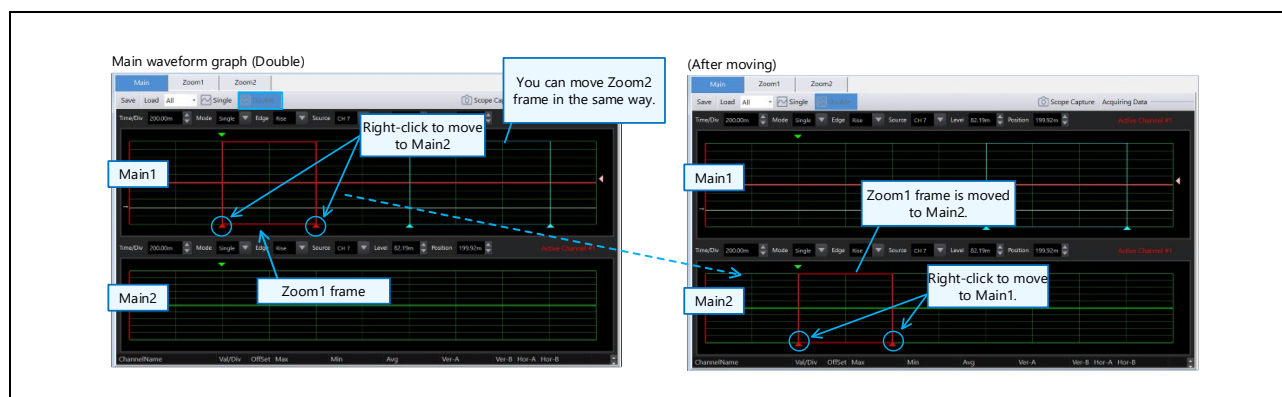 Main waveform graph (Double)
Main Zoom1 Zoom2
Save Load All Single Double
Scope Cap
You can move Zoom2
frame in the same way.
Time/Div 200.00m Mode Single Edge Rise Source CH 7
Right-click to move
to Main2
Main1
Time/Div 200.00m Mode Single Edge Rise Source CH 7 Level 82.19m Position 199.92m Active Channel #1
Zoom1 frame
Main2
ChannelName Val/Div OffSet Max Min Avg Ver-A Ver-B Hor-A Hor-B
(After moving)
Main Zoom1 Zoom2
Save Load All Single Double Scope Capture Acquiring Data
Time/Div 200.00m Mode Single Edge Rise Source CH 7 Level 82.19m Position 199.92m Active Channel #1
Main1
Zoom1 frame is moved
to Main2.
Time/Div 200.00m Mode Single Edge Rise Source CH 7 Level 82.19m Position 199.92m Active Channel #1
Right-click to move
to Main1.
Main2
ChannelName Val/Div OffSet Max Min Avg Ver-A Ver-B Hor-A Hor-B